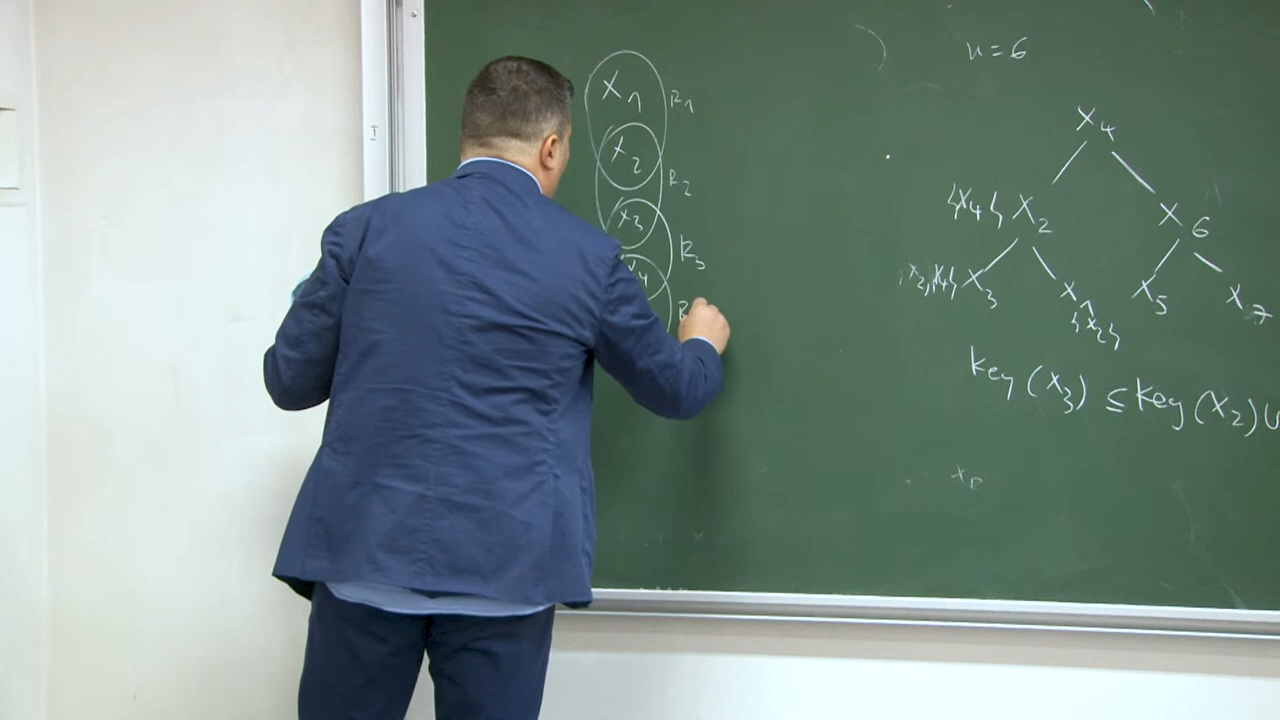 X₁ R₁
X₂
R₂
X₃
R₃
X₄
n = 6
X₄
{X₄} X₂ X₆
X₂,X₄} X₃ X₁ X₅ X₇
{X₂}
key (X₃) ⊆ key (X₂) ∪